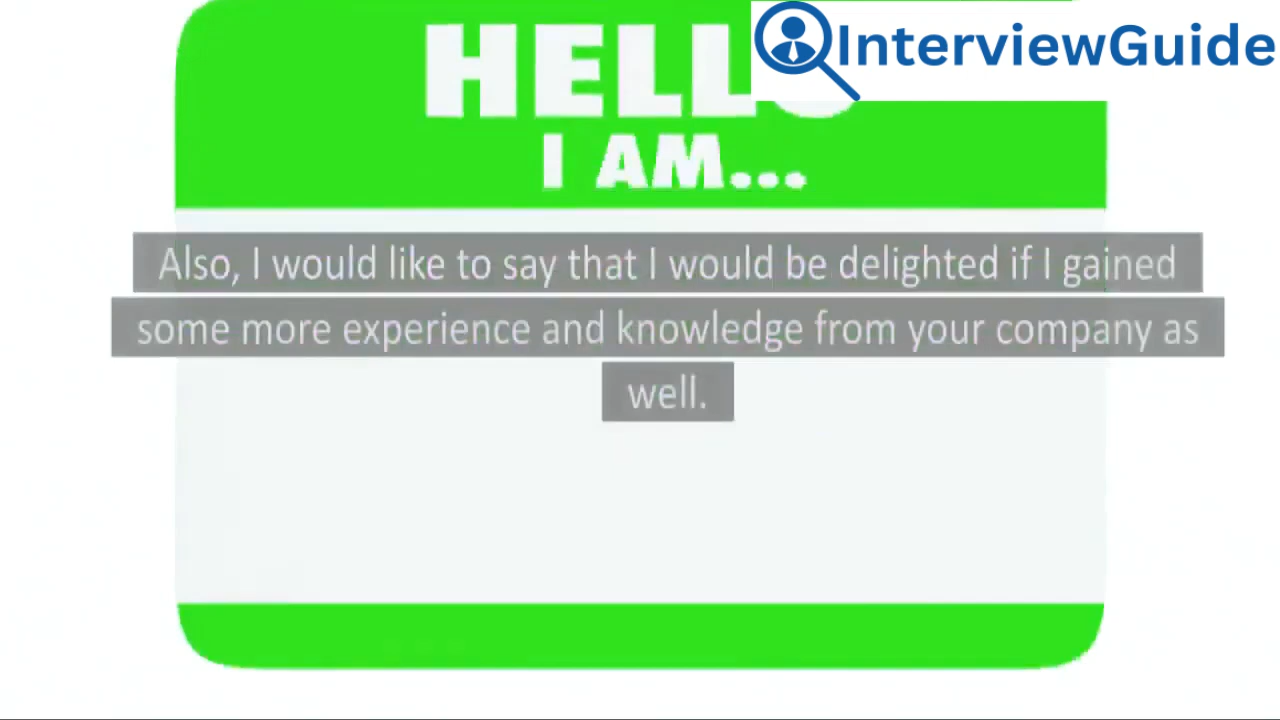 HELLO
InterviewGuide
I AM...
Also, I would like to say that I would be delighted if I gained
some more experience and knowledge from your company as
well.